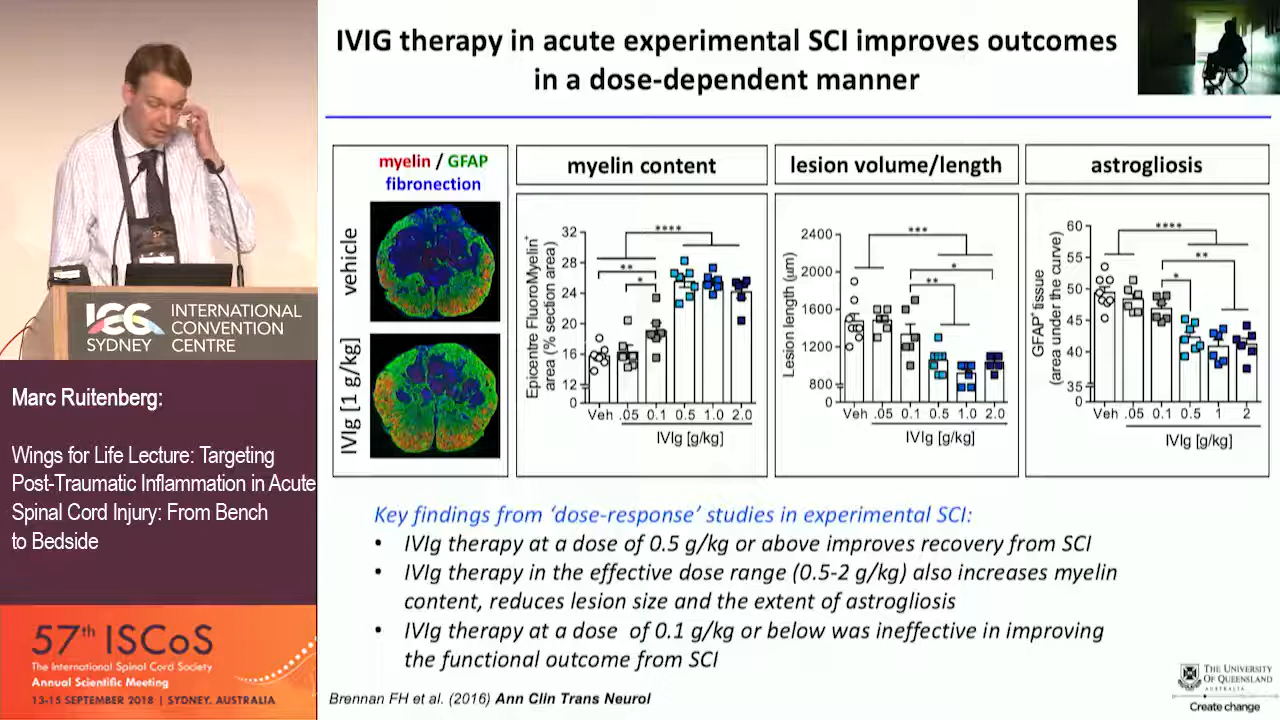 IVIG therapy in acute experimental SCI improves outcomes
in a dose-dependent manner
myelin / GFAP
fibronection
vehicle
IVIg [1 g/kg]
myelin content
Epicentre FluoroMyelin+
area (% section area)
32
28
24
20
16
12
0
****
**
*
Veh .05 0.1 0.5 1.0 2.0
IVIg [g/kg]
lesion volume/length
Lesion length (µm)
2400
2000
1600
1200
800
0
***
*
**
Veh .05 0.1 0.5 1.0 2.0
IVIg [g/kg]
astrogliosis
GFAP+ tissue
(area under the curve)
60
55
50
45
40
35
0
****
**
*
Veh .05 0.1 0.5 1 2
IVIg [g/kg]
Key findings from ‘dose-response’ studies in experimental SCI:
• IVIg therapy at a dose of 0.5 g/kg or above improves recovery from SCI
• IVIg therapy in the effective dose range (0.5-2 g/kg) also increases myelin
content, reduces lesion size and the extent of astrogliosis
• IVIg therapy at a dose of 0.1 g/kg or below was ineffective in improving
the functional outcome from SCI
Brennan FH et al. (2016) Ann Clin Trans Neurol
THE UNIVERSITY
OF QUEENSLAND
AUSTRALIA
Create change
ICC
SYDNEY
INTERNATIONAL
CONVENTION
CENTRE
Marc Ruitenberg:
Wings for Life Lecture: Targeting
Post-Traumatic Inflammation in Acute
Spinal Cord Injury: From Bench
to Bedside
57th ISCoS
The International Spinal Cord Society
Annual Scientific Meeting
13-15 SEPTEMBER 2018 | SYDNEY. AUSTRALIA